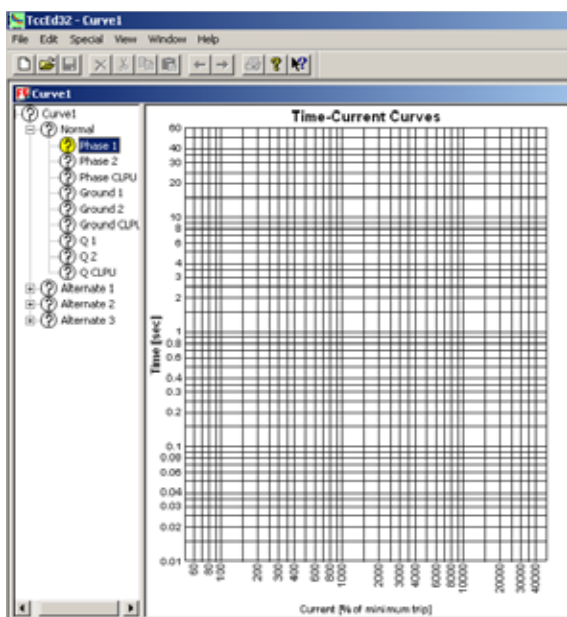 TccEd32 - Curve1
File Edit Special View Window Help
Curve1
Curve1
Normal
Phase 1
Phase 2
Phase CLPU
Ground 1
Ground 2
Ground CLPU
Q 1
Q 2
Q CLPU
Alternate 1
Alternate 2
Alternate 3
Time-Current Curves
Time [sec]
60
40
30
20
10
8
6
4
3
2
1
0.8
0.6
0.4
0.3
0.2
0.1
0.08
0.06
0.04
0.03
0.02
0.01
60 80 100 200 300 400 600 800 1000 2000 3000 4000 6000 8000 10000 20000 30000 40000
Current [% of minimum trip]